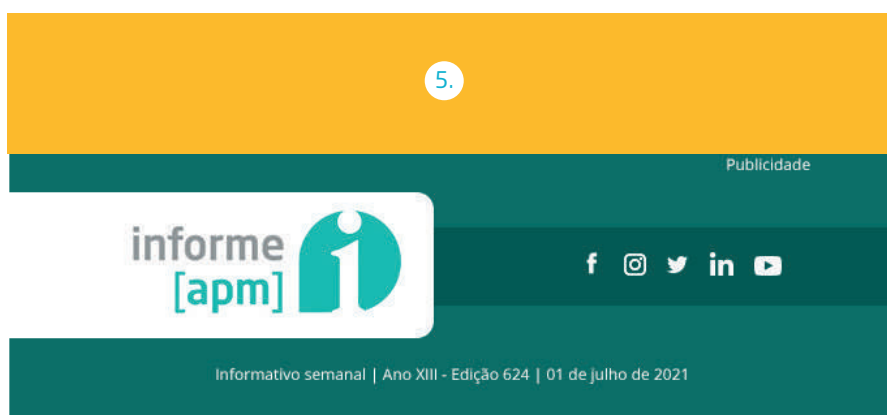 5.
Publicidade
informe
[apm]
Informativo semanal | Ano XIII - Edição 624 | 01 de julho de 2021